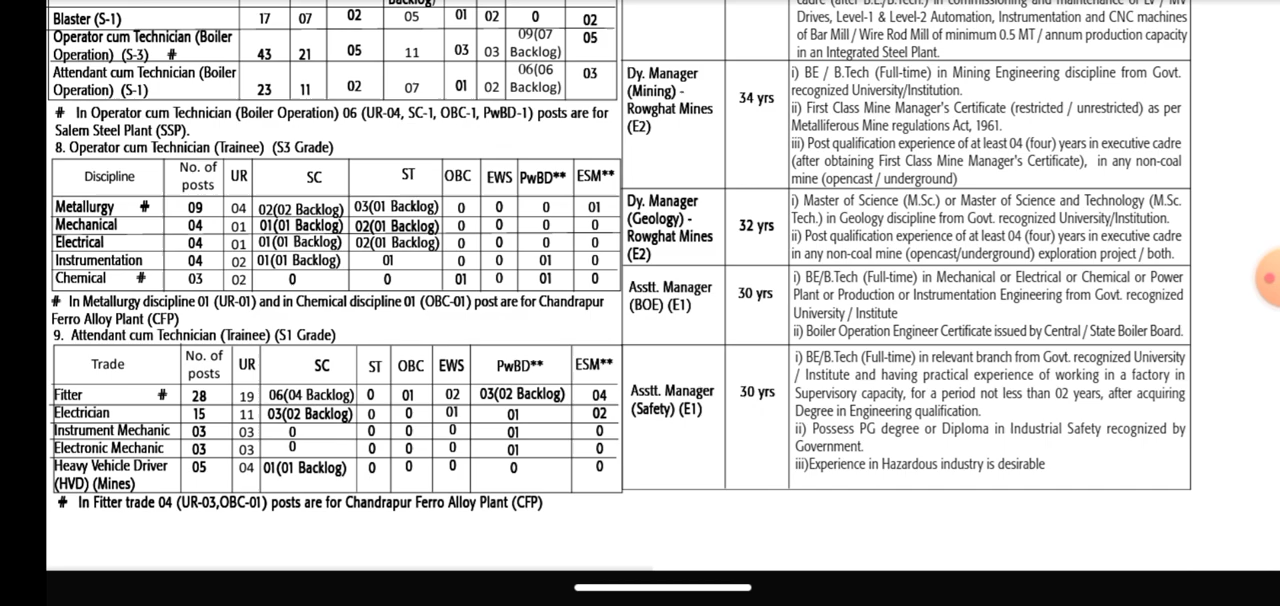 Backlog)
Blaster (S-1) 17 07 02 05 01 02 0 02
Operator cum Technician (Boiler Operation) (S-3) # 43 21 05 11 03 03 09(07 Backlog) 05
Attendant cum Technician (Boiler Operation) (S-1) 23 11 02 07 01 02 06(06 Backlog) 03
# In Operator cum Technician (Boiler Operation) 06 (UR-04, SC-1, OBC-1, PwBD-1) posts are for
Salem Steel Plant (SSP).
8. Operator cum Technician (Trainee) (S3 Grade)
Discipline No. of posts UR SC ST OBC EWS PwBD** ESM**
Metallurgy # 09 04 02(02 Backlog) 03(01 Backlog) 0 0 0 01
Mechanical 04 01 01(01 Backlog) 02(01 Backlog) 0 0 0 0
Electrical 04 01 01(01 Backlog) 02(01 Backlog) 0 0 0 0
Instrumentation 04 02 01(01 Backlog) 01 0 0 01 0
Chemical # 03 02 0 0 01 0 01 0
# In Metallurgy discipline 01 (UR-01) and in Chemical discipline 01 (OBC-01) post are for Chandrapur
Ferro Alloy Plant (CFP)
9. Attendant cum Technician (Trainee) (S1 Grade)
Trade No. of posts UR SC ST OBC EWS PwBD** ESM**
Fitter # 28 19 06(04 Backlog) 0 01 02 03(02 Backlog) 04
Electrician 15 11 03(02 Backlog) 0 0 01 01 02
Instrument Mechanic 03 03 0 0 0 0 01 0
Electronic Mechanic 03 03 0 0 0 0 01 0
Heavy Vehicle Driver (HVD) (Mines) 05 04 01(01 Backlog) 0 0 0 0 0
# In Fitter trade 04 (UR-03,OBC-01) posts are for Chandrapur Ferro Alloy Plant (CFP)
cadre (after B.E./B.Tech.) in commissioning and maintenance of LV / MV
Drives, Level-1 & Level-2 Automation, Instrumentation and CNC machines
of Bar Mill / Wire Rod Mill of minimum 0.5 MT / annum production capacity
in an Integrated Steel Plant.
Dy. Manager
(Mining) -
Rowghat Mines
(E2)
34 yrs
i) BE / B.Tech (Full-time) in Mining Engineering discipline from Govt.
recognized University/Institution.
ii) First Class Mine Manager's Certificate (restricted / unrestricted) as per
Metalliferous Mine regulations Act, 1961.
iii) Post qualification experience of at least 04 (four) years in executive cadre
(after obtaining First Class Mine Manager's Certificate), in any non-coal
mine (opencast / underground)
Dy. Manager
(Geology) -
Rowghat Mines
(E2)
32 yrs
i) Master of Science (M.Sc.) or Master of Science and Technology (M.Sc.
Tech.) in Geology discipline from Govt. recognized University/Institution.
ii) Post qualification experience of at least 04 (four) years in executive cadre
in any non-coal mine (opencast/underground) exploration project / both.
Asstt. Manager
(BOE) (E1)
30 yrs
i) BE/B.Tech (Full-time) in Mechanical or Electrical or Chemical or Power
Plant or Production or Instrumentation Engineering from Govt. recognized
University / Institute
ii) Boiler Operation Engineer Certificate issued by Central / State Boiler Board.
Asstt. Manager
(Safety) (E1)
30 yrs
i) BE/B.Tech (Full-time) in relevant branch from Govt. recognized University
/ Institute and having practical experience of working in a factory in
Supervisory capacity, for a period not less than 02 years, after acquiring
Degree in Engineering qualification.
ii) Possess PG degree or Diploma in Industrial Safety recognized by
Government.
iii)Experience in Hazardous industry is desirable